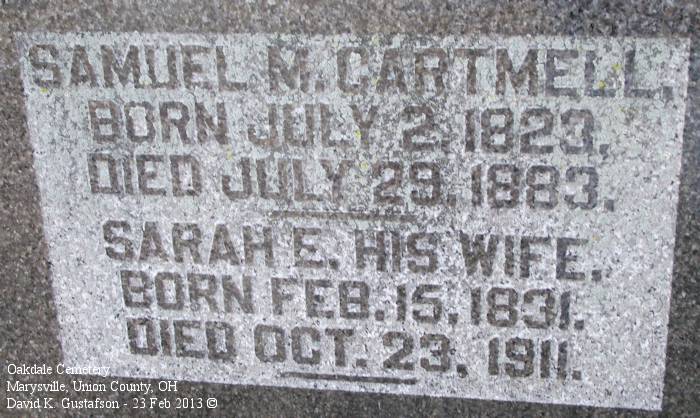 SAMUEL M. CARTMELL,
BORN JULY 2, 1823,
DIED JULY 29, 1883.
SARAH E. HIS WIFE,
BORN FEB. 15, 1831.
DIED OCT. 23, 1911.
Oakdale Cemetery
Marysville, Union County, OH
David K. Gustafson - 23 Feb 2013 ©